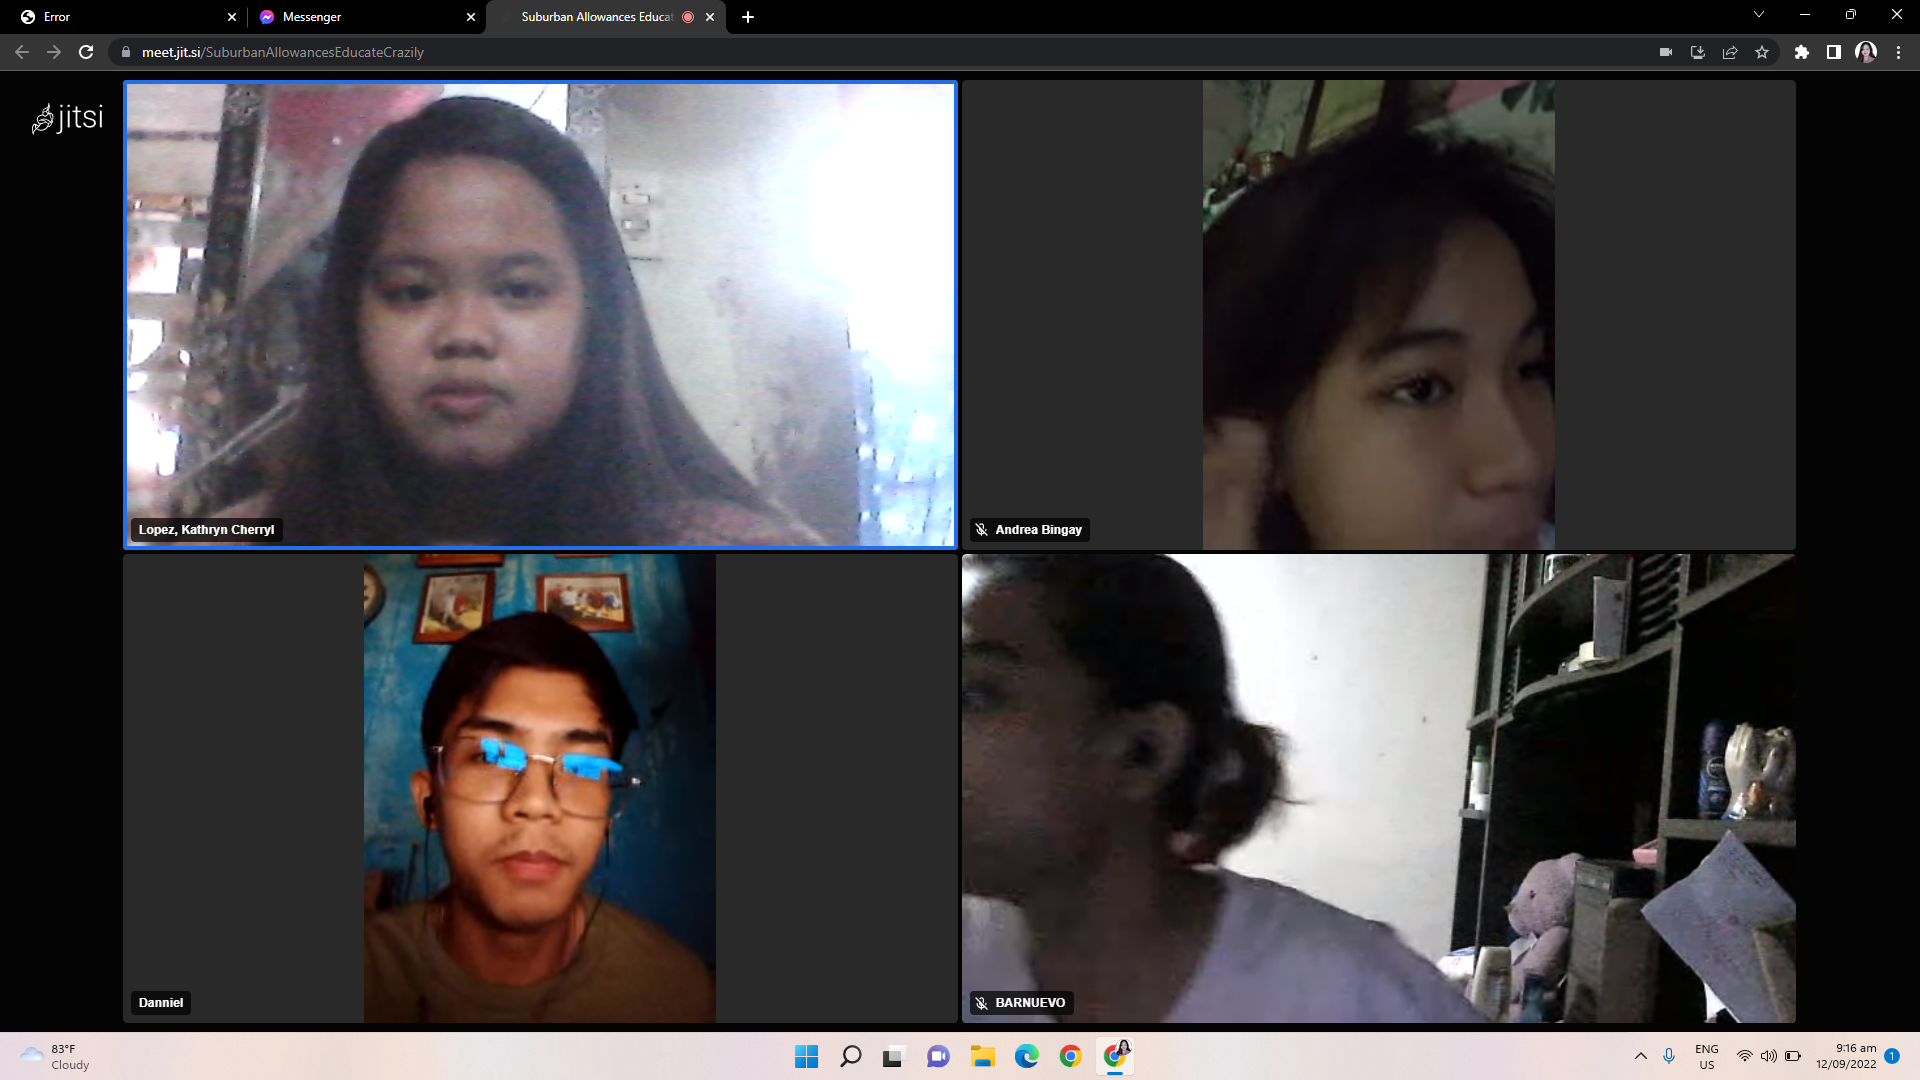 Error
Messenger
Suburban Allowances Educat
meet.jit.si/SuburbanAllowancesEducateCrazily
jitsi
Lopez, Kathryn Cherryl
Andrea Bingay
Danniel
BARNUEVO
83°F
Cloudy
ENG
US
9:16 am
12/09/2022
1